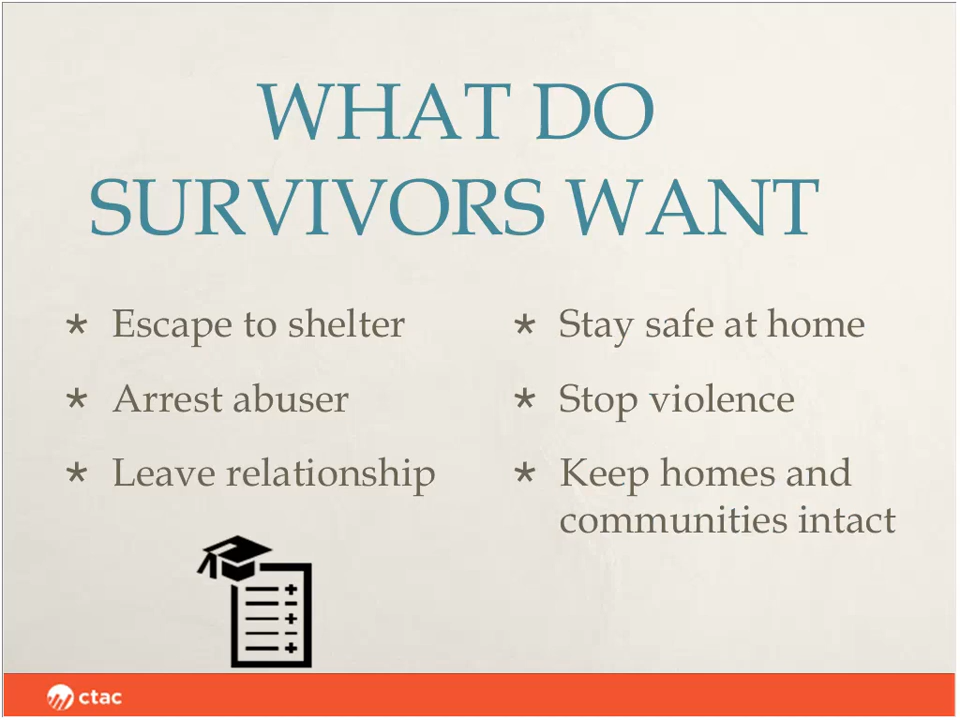 WHAT DO
SURVIVORS WANT
* Escape to shelter
* Arrest abuser
* Leave relationship
* Stay safe at home
* Stop violence
* Keep homes and
communities intact
ctac